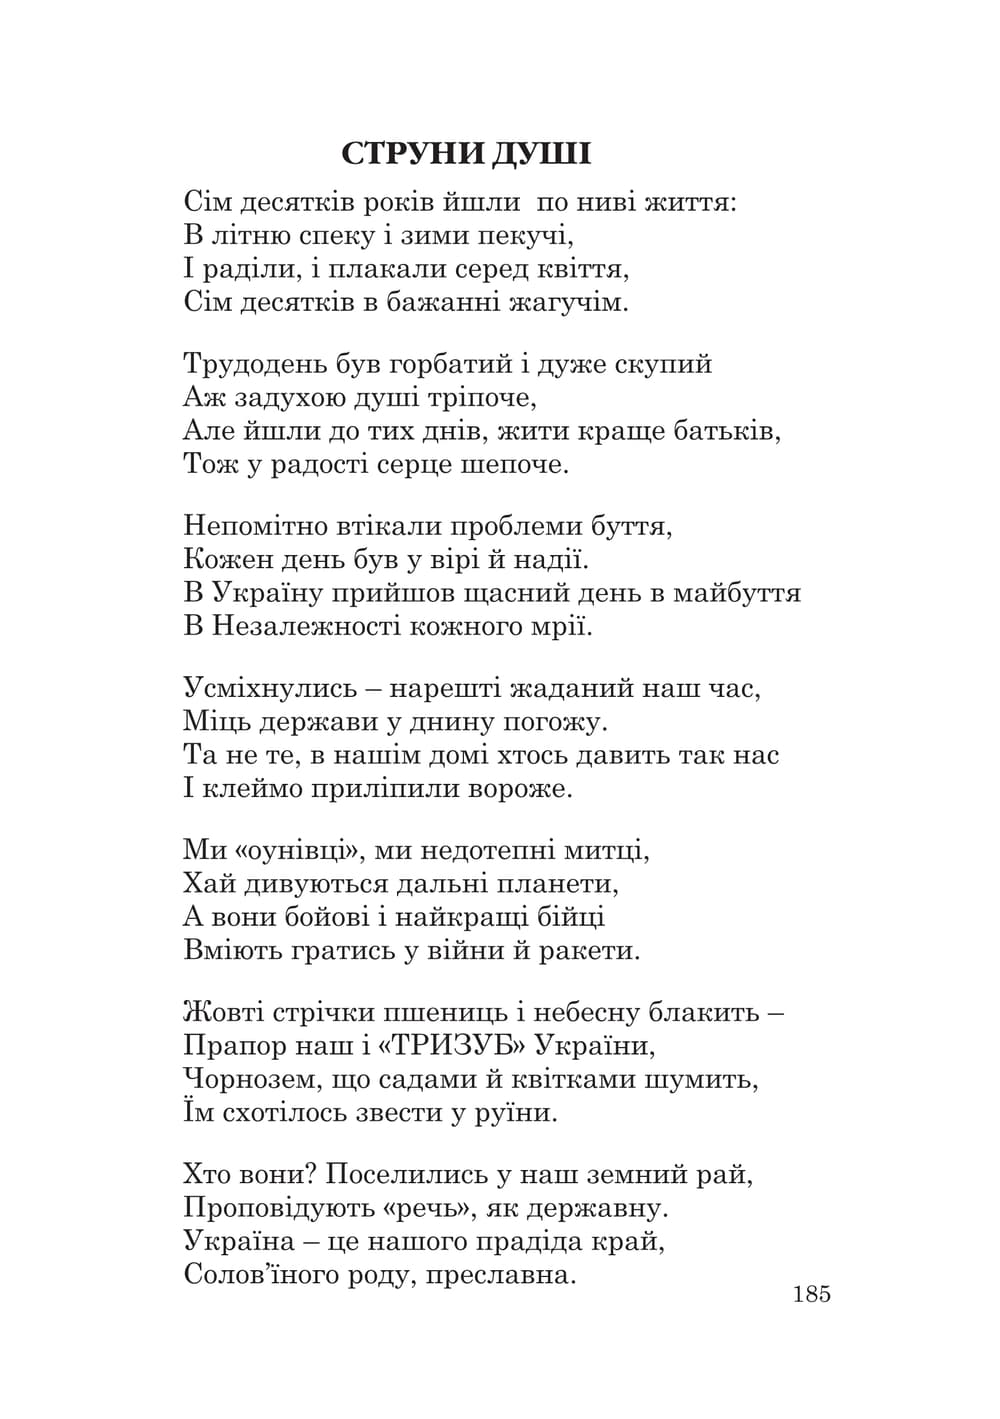 СТРУНИ ДУШІ
Сім десятків років йшли  по ниві життя:
В літню спеку і зими пекучі,
І раділи, і плакали серед квіття,
Сім десятків в бажанні жагучім.

Трудодень був горбатий і дуже скупий
Аж задухою душі тріпоче,
Але йшли до тих днів, жити краще батьків,
Тож у радості серце шепоче.

Непомітно втікали проблеми буття,
Кожен день був у вірі й надії.
В Україну прийшов щасний день в майбуття
В Незалежності кожного мрії.

Усміхнулись – нарешті жаданий наш час,
Міць держави у днину погожу.
Та не те, в нашім домі хтось давить так нас
І клеймо приліпили вороже.

Ми «оунівці», ми недотепні митці,
Хай дивуються дальні планети,
А вони бойові і найкращі бійці
Вміють гратись у війни й ракети.

Жовті стрічки пшениць і небесну блакить –
Прапор наш і «ТРИЗУБ» України,
Чорнозем, що садами й квітками шумить,
Їм схотілось звести у руїни.

Хто вони? Поселились у наш земний рай,
Проповідують «речь», як державну.
Україна – це нашого прадіда край,
Солов’їного роду, преславна.
185